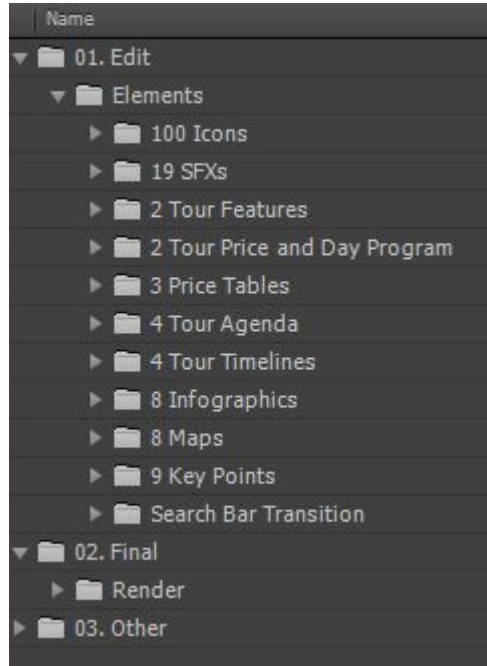 Name
01. Edit
Elements
100 Icons
19 SFXs
2 Tour Features
2 Tour Price and Day Program
3 Price Tables
4 Tour Agenda
4 Tour Timelines
8 Infographics
8 Maps
9 Key Points
Search Bar Transition
02. Final
Render
03. Other